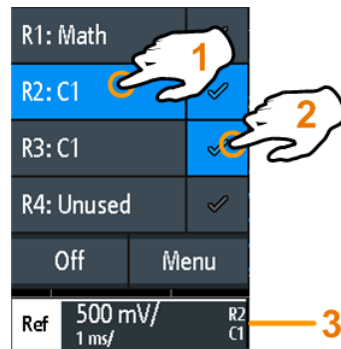 R1: Math
1
R2: C1
2
R3: C1
R4: Unused
Off Menu
Ref 500 mV/ R2
1 ms/ C1
3